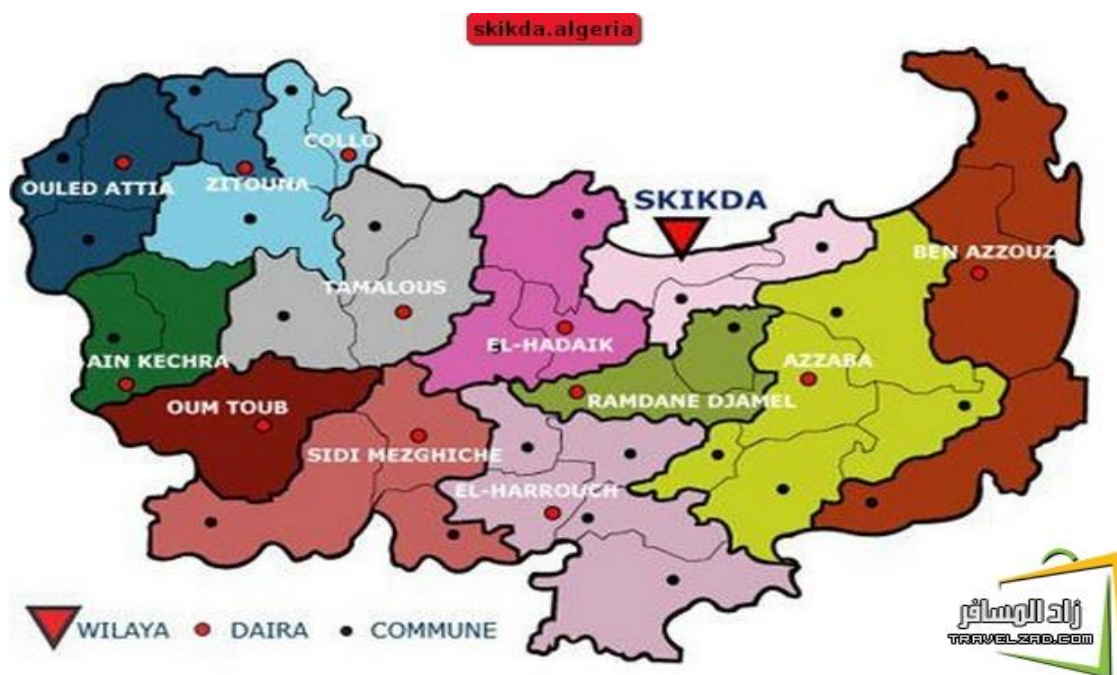 skikda.algeria
COLLO
OULED ATTIA
ZITOUNA
SKIKDA
BEN AZZOUZ
TAMALOUS
EL-HADAIK
AIN KECHRA
AZZABA
OUM TOUB
RAMDANE DJAMEL
SIDI MEZGHICHE
EL-HARROUCH
WILAYA
DAIRA
COMMUNE
زاد المسافر
TRAVELZAD.COM